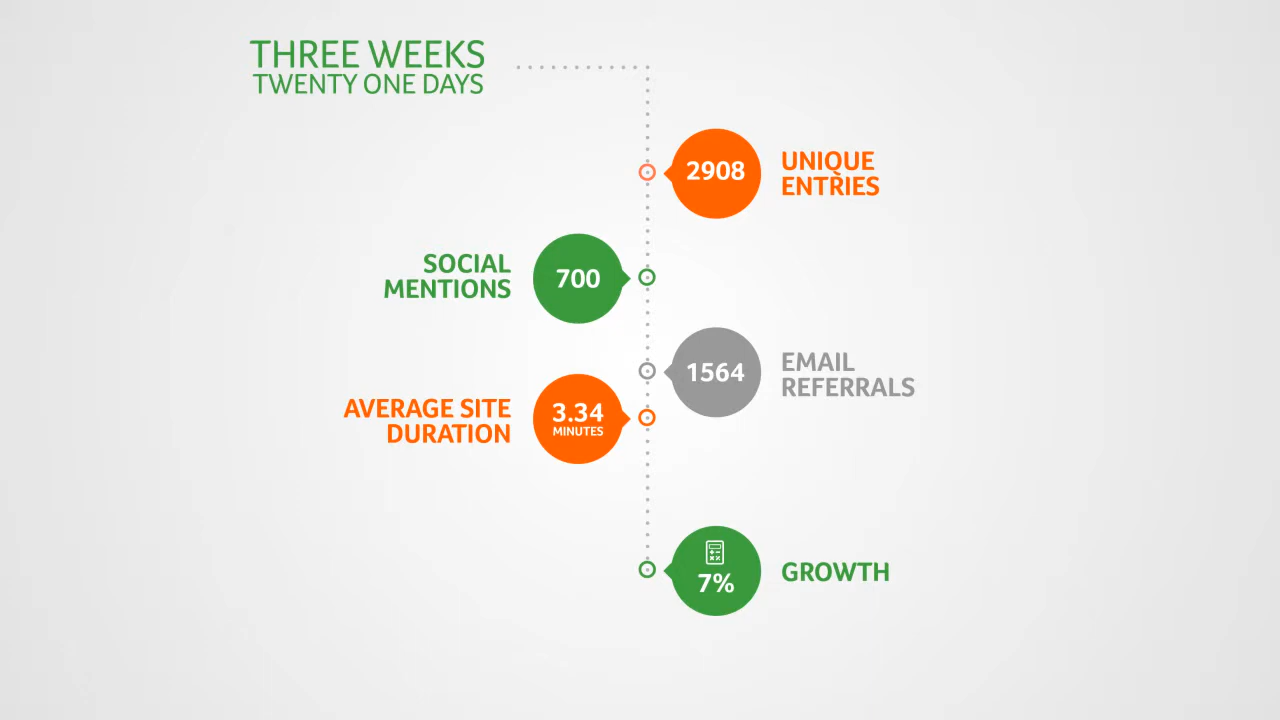 THREE WEEKS
TWENTY ONE DAYS
2908
UNIQUE
ENTRIES
SOCIAL
MENTIONS
700
1564
EMAIL
REFERRALS
AVERAGE SITE
DURATION
3.34
MINUTES
7%
GROWTH